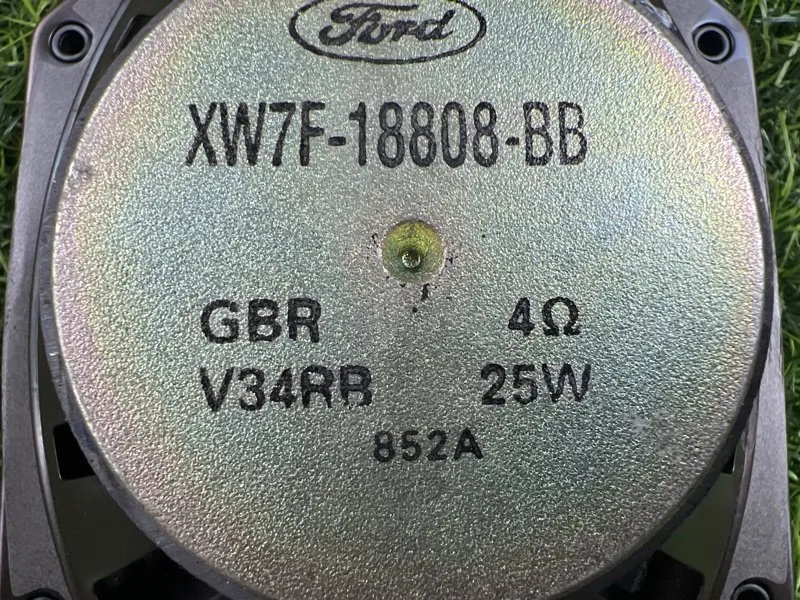 Ford
XW7F-18808-BB
GBR 4Ω
V34RB 25W
852A